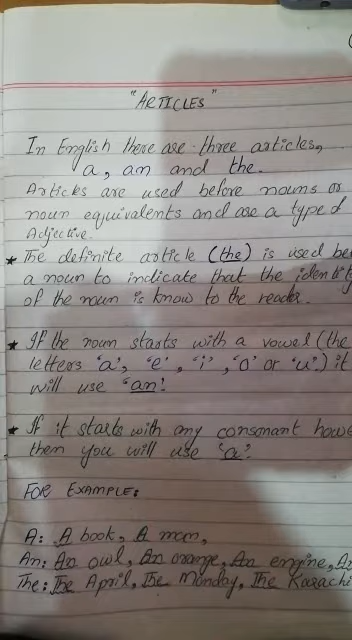 "ARTICLES"
In English there are three articles,
a, an and the.
Articles are used before nouns or
noun equivalents and are a type of
Adjective.
★ The definite article (the) is used be
a noun to indicate that the identit
of the noun is know to the reader.
★ If the noun starts with a vowel (the
letters 'a', 'e', 'i', 'o' or 'u') it
will use 'an'.
★ If it starts with any consonant howe
then you will use 'a'.
FOR EXAMPLE:
A: A book, A man,
An: An owl, An orange, An engine, A
The: The April, The Monday, The Karachi